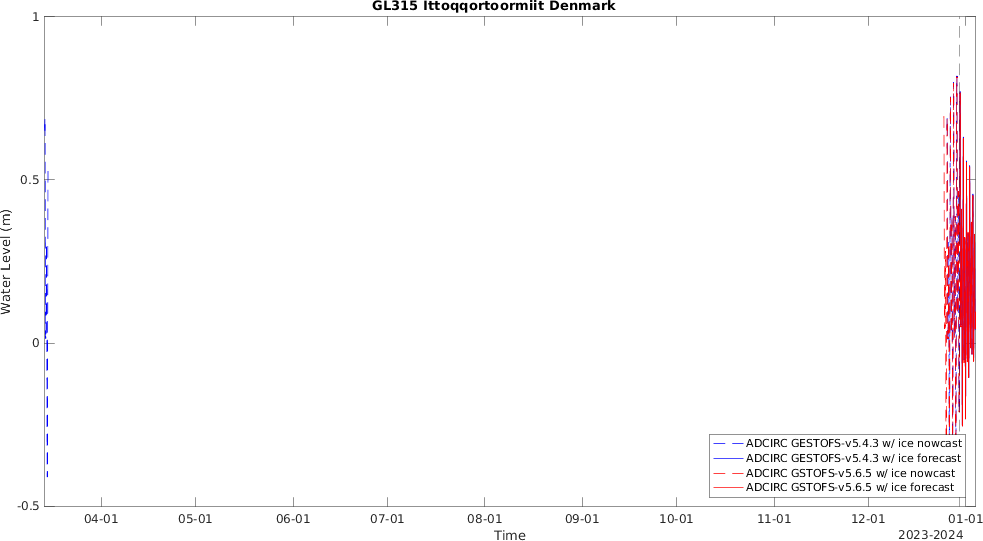 GL315 Ittoqqortoormiit Denmark
1
0.5
0
-0.5
Water Level (m)
ADCIRC GESTOFS-v5.4.3 w/ ice nowcast
ADCIRC GESTOFS-v5.4.3 w/ ice forecast
ADCIRC GSTOFS-v5.6.5 w/ ice nowcast
ADCIRC GSTOFS-v5.6.5 w/ ice forecast
04-01 05-01 06-01 07-01 08-01 09-01 10-01 11-01 12-01 01-01
Time
2023-2024